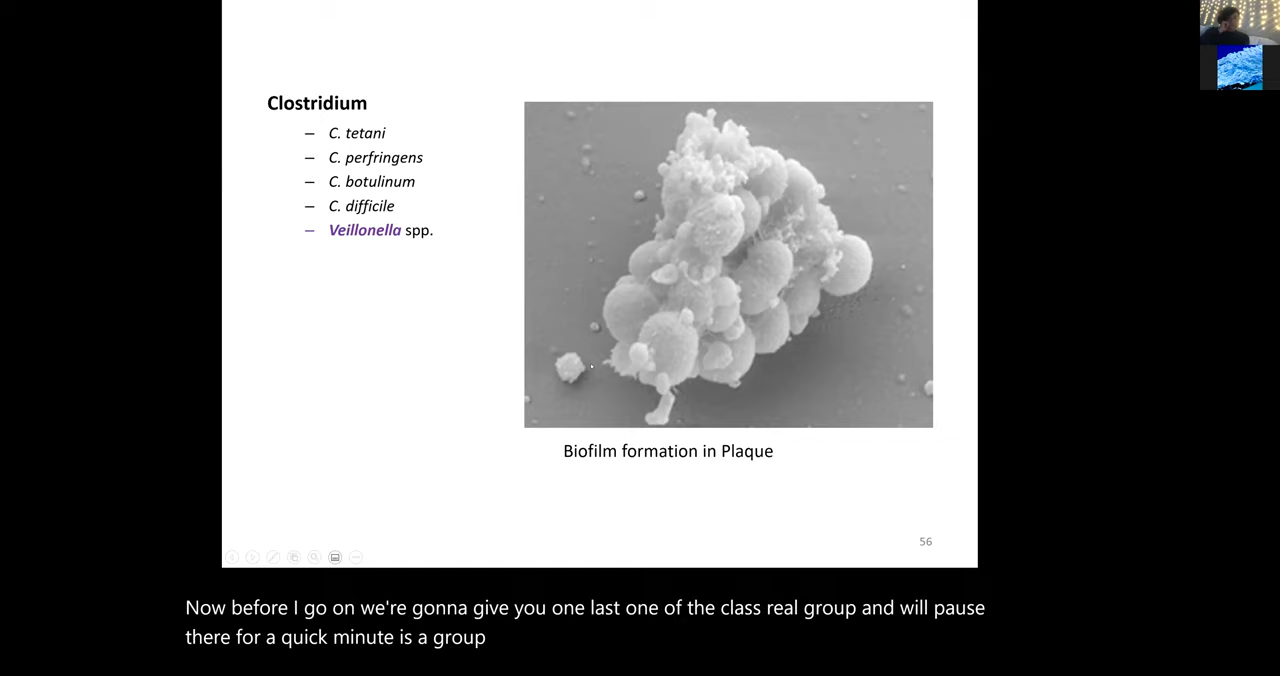 Clostridium
– C. tetani
– C. perfringens
– C. botulinum
– C. difficile
– Veillonella spp.
Biofilm formation in Plaque
56
Now before I go on we're gonna give you one last one of the class real group and will pause
there for a quick minute is a group